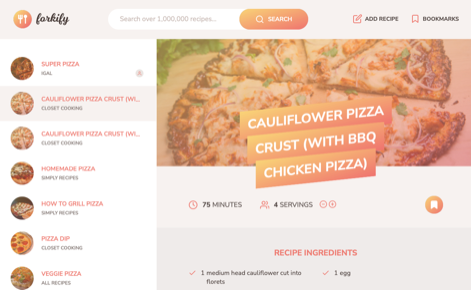 forkify
Search over 1,000,000 recipes...
SEARCH
ADD RECIPE
BOOKMARKS
SUPER PIZZA
IGAL
CAULIFLOWER PIZZA CRUST (WI...
CLOSET COOKING
CAULIFLOWER PIZZA CRUST (WI...
CLOSET COOKING
HOMEMADE PIZZA
SIMPLY RECIPES
HOW TO GRILL PIZZA
SIMPLY RECIPES
PIZZA DIP
CLOSET COOKING
VEGGIE PIZZA
ALL RECIPES
CAULIFLOWER PIZZA
CRUST (WITH BBQ
CHICKEN PIZZA)
75 MINUTES
4 SERVINGS
RECIPE INGREDIENTS
1 medium head cauliflower cut into
florets
1 egg